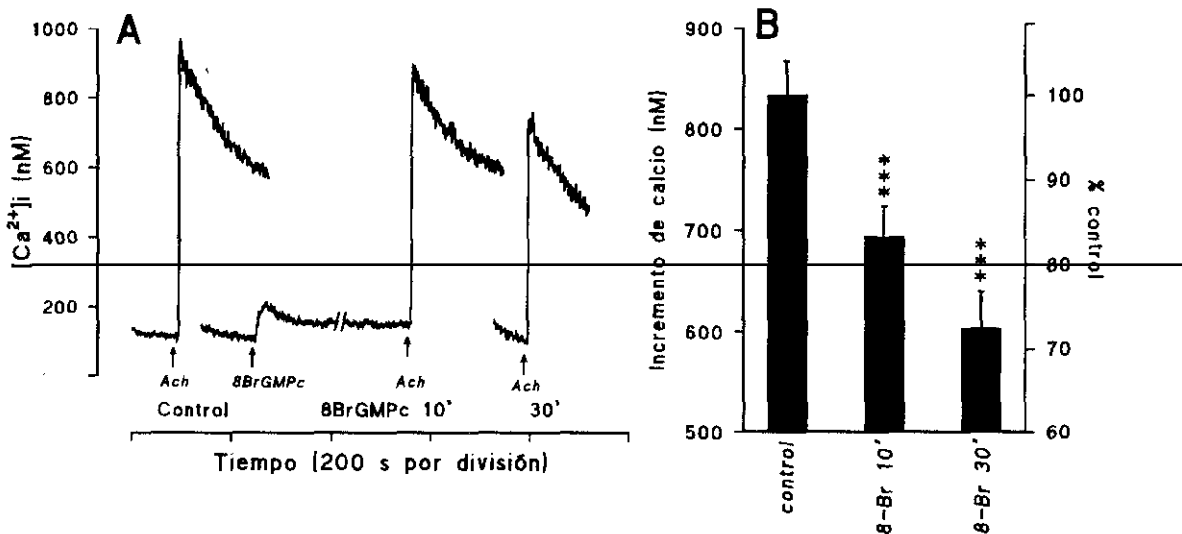 A
1000
800
600
400
200
[Ca²⁺]i (nM)
Ach
8BrGMPc
Ach
Ach
Control
8BrGMPc 10'
30'
Tiempo (200 s por división)
B
900
800
700
600
500
Incremento de calcio (nM)
***
***
100
90
80
70
60
% control
control
8-Br 10'
8-Br 30'